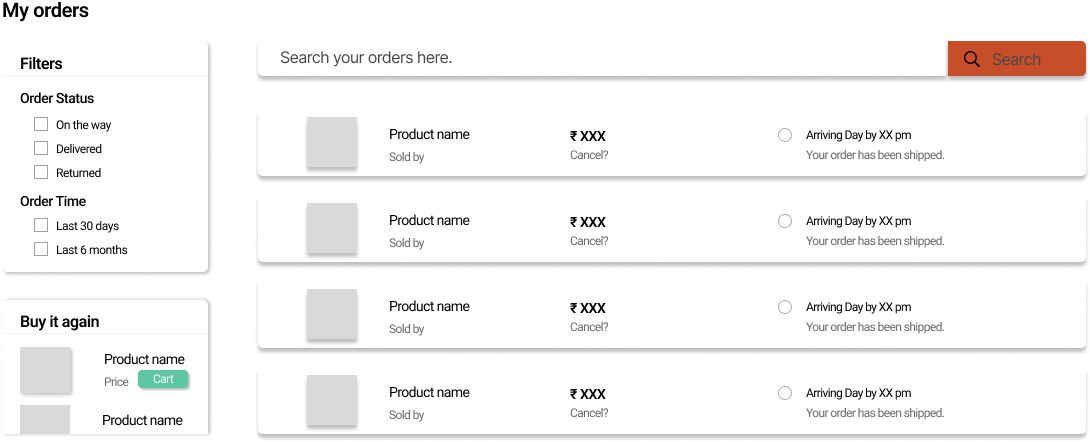 My orders
Filters
Order Status
On the way
Delivered
Returned
Order Time
Last 30 days
Last 6 months
Buy it again
Product name
Price Cart
Product name
Search your orders here. Search
Product name ₹ XXX Arriving Day by XX pm
Sold by Cancel? Your order has been shipped.
Product name ₹ XXX Arriving Day by XX pm
Sold by Cancel? Your order has been shipped.
Product name ₹ XXX Arriving Day by XX pm
Sold by Cancel? Your order has been shipped.
Product name ₹ XXX Arriving Day by XX pm
Sold by Cancel? Your order has been shipped.